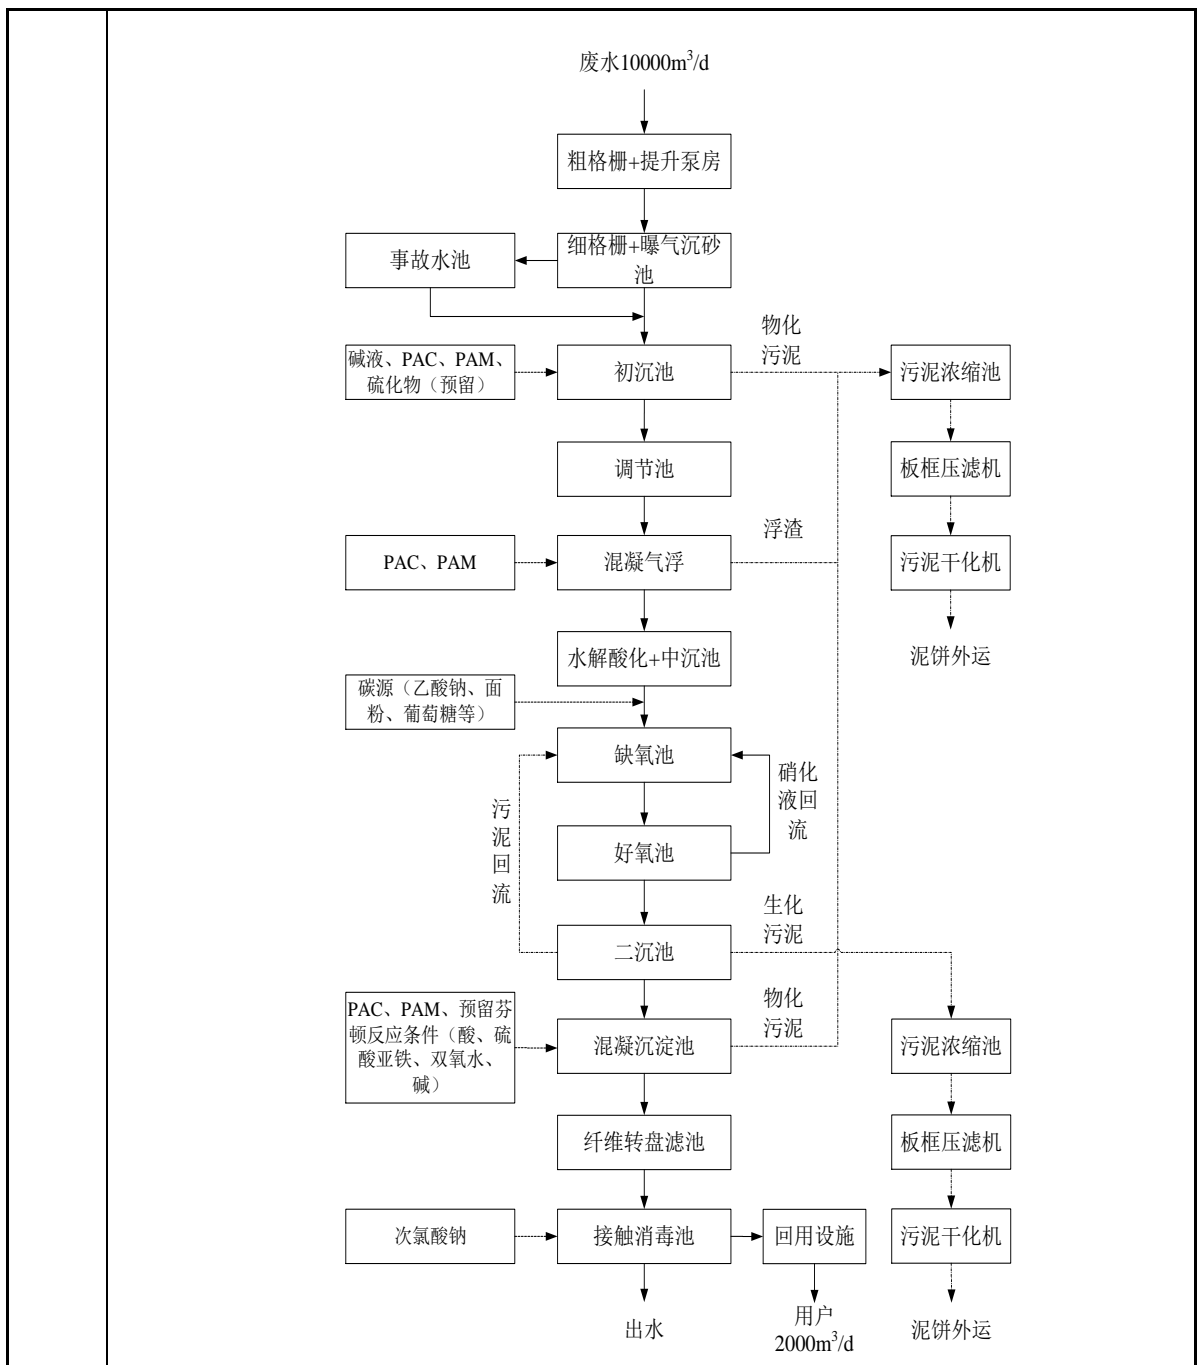 废水10000m³/d
粗格栅+提升泵房
事故水池
细格栅+曝气沉砂
池
碱液、PAC、PAM、
硫化物（预留）
初沉池
物化
污泥
污泥浓缩池
调节池
板框压滤机
PAC、PAM
混凝气浮
浮渣
污泥干化机
水解酸化+中沉池
泥饼外运
碳源（乙酸钠、面
粉、葡萄糖等）
缺氧池
硝化
液回
流
污
泥
回
流
好氧池
二沉池
生化
污泥
PAC、PAM、预留芬
顿反应条件（酸、硫
酸亚铁、双氧水、
碱）
混凝沉淀池
物化
污泥
污泥浓缩池
纤维转盘滤池
板框压滤机
次氯酸钠
接触消毒池
回用设施
污泥干化机
出水
用户
2000m³/d
泥饼外运